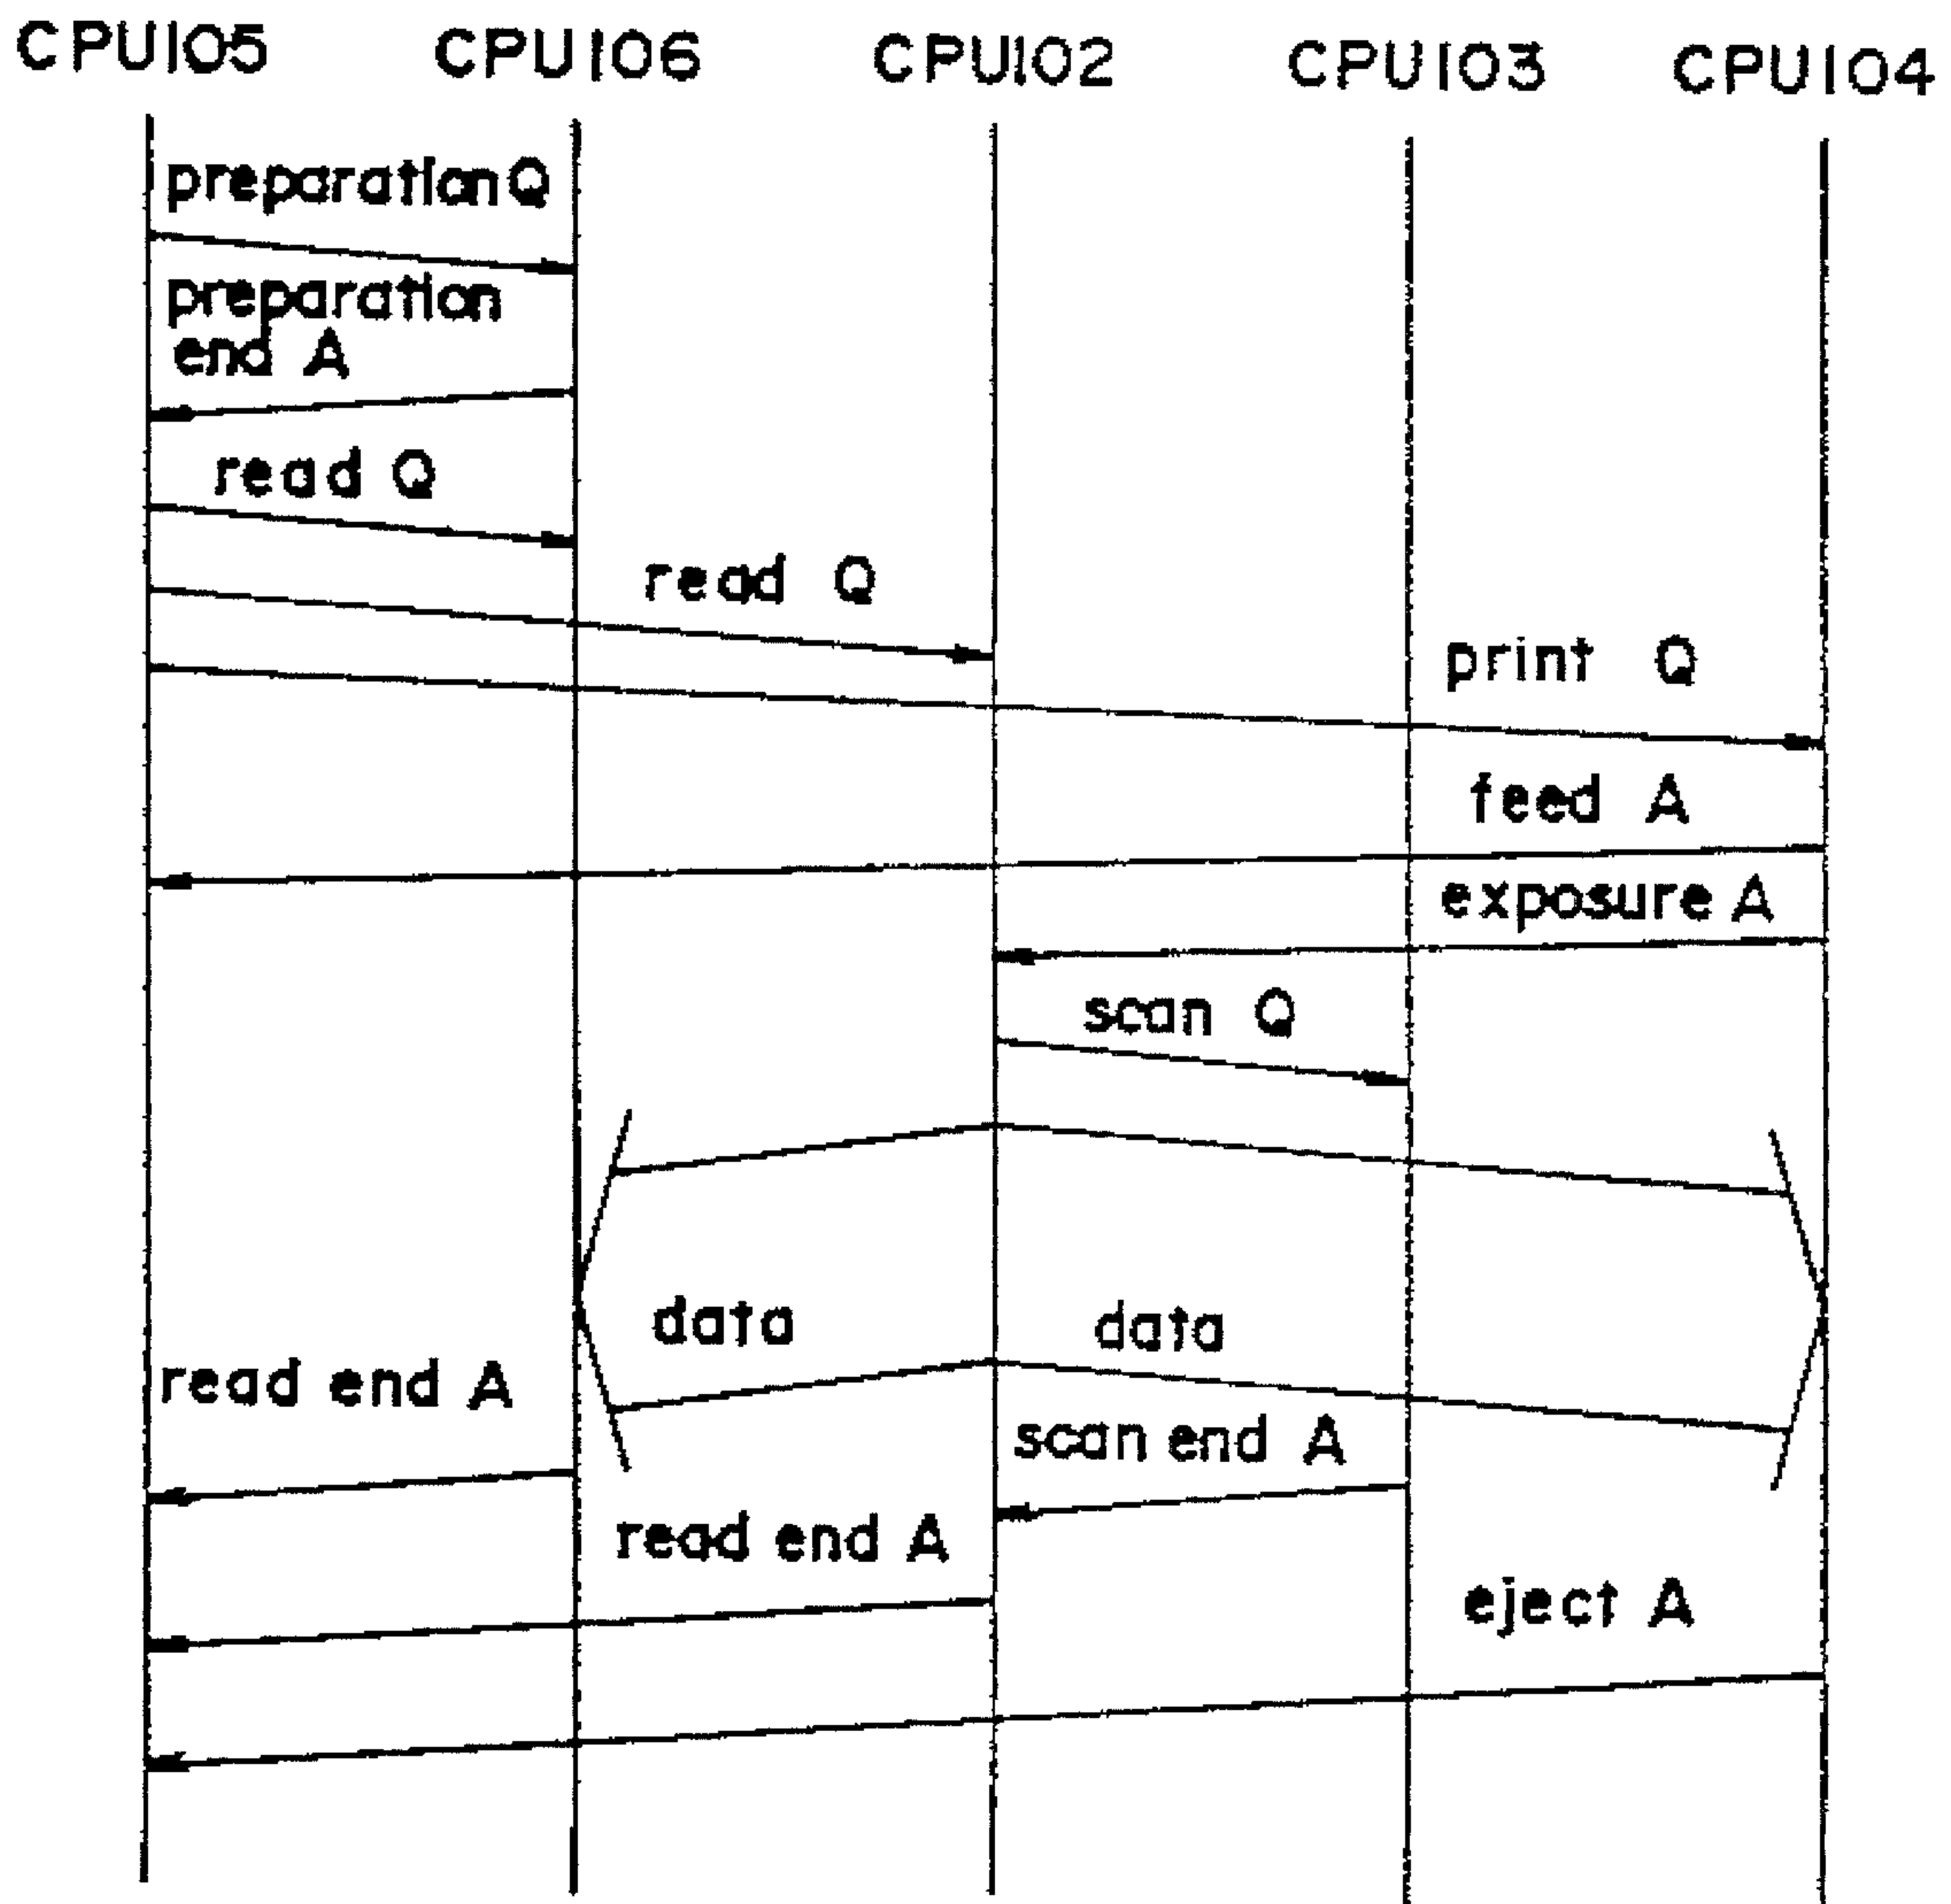 CPU105 CPU106 CPU102 CPU103 CPU104
preparation Q
preparation
end A
read Q
read Q
print Q
feed A
exposure A
scan Q
data data
read end A
scan end A
read end A
eject A